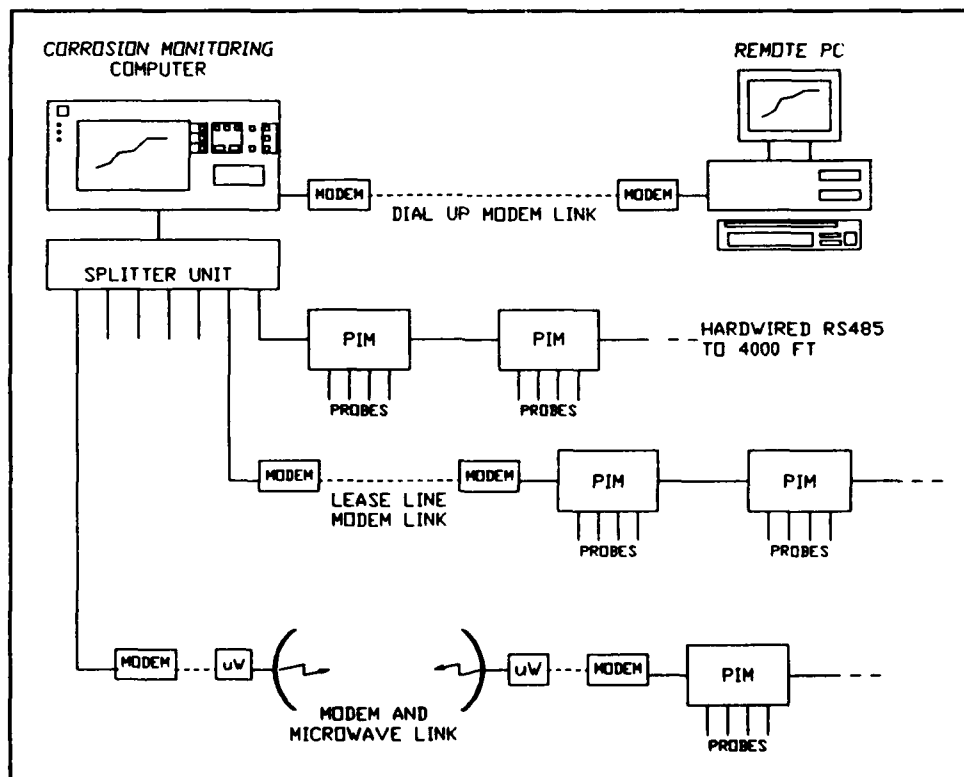 CORROSION MONITORING
COMPUTER
REMOTE PC
MODEM
MODEM
DIAL UP MODEM LINK
SPLITTER UNIT
PIM
PIM
HARDWIRED RS485
TO 4000 FT
PROBES
PROBES
MODEM
MODEM
PIM
PIM
LEASE LINE
MODEM LINK
PROBES
PROBES
MODEM
uW
uW
MODEM
PIM
MODEM AND
MICROWAVE LINK
PROBES